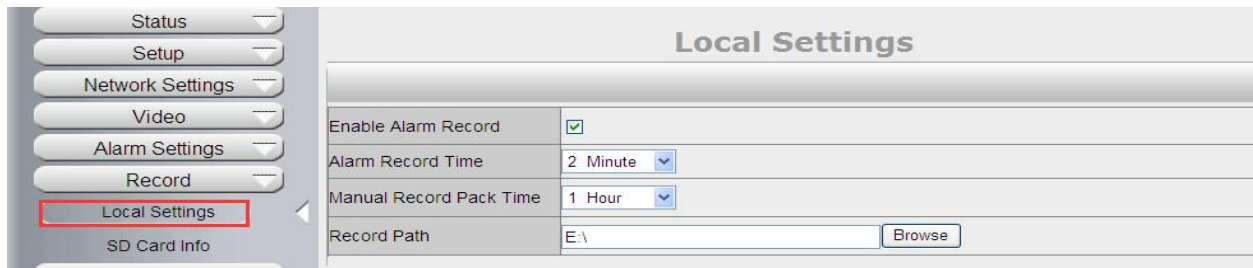 Status
Setup
Network Settings
Video
Alarm Settings
Record
Local Settings
SD Card Info
Local Settings
Enable Alarm Record
Alarm Record Time 2 Minute
Manual Record Pack Time 1 Hour
Record Path E:\ Browse